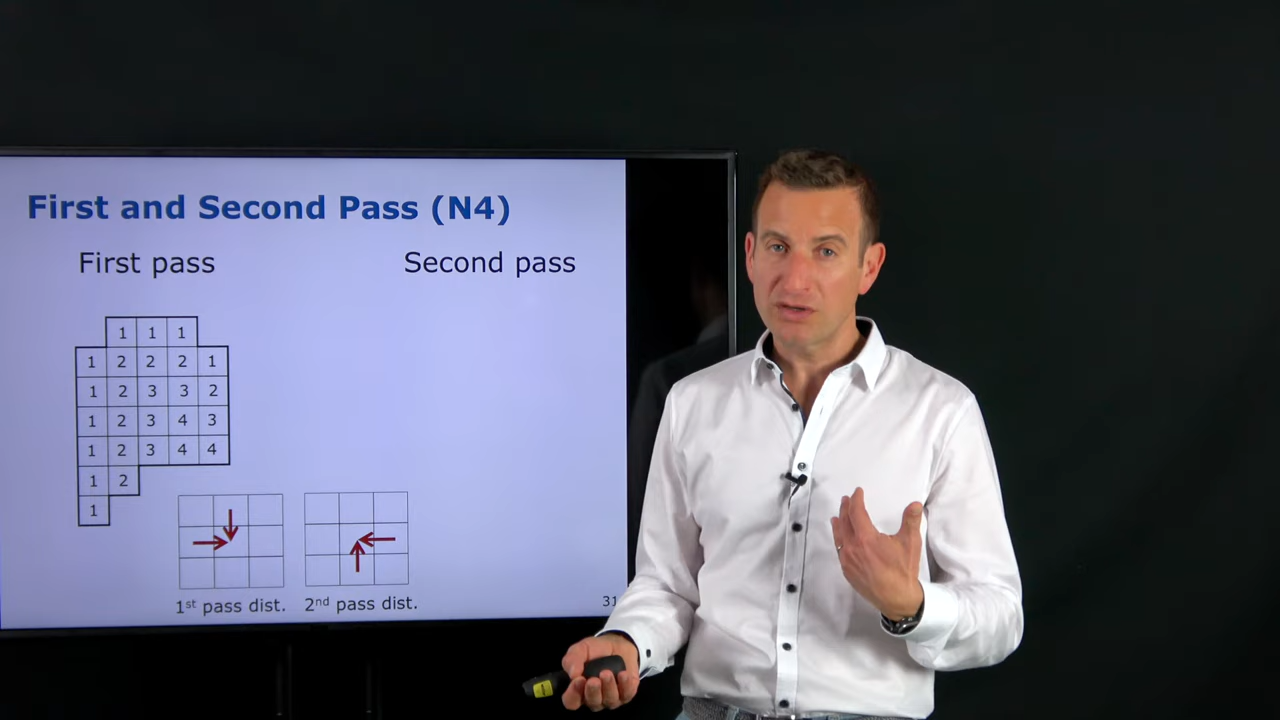 First and Second Pass (N4)
First pass
Second pass
1 1 1
1 2 2 2 1
1 2 3 3 2
1 2 3 4 3
1 2 3 4 4
1 2
1
1st pass dist.
2nd pass dist.
31